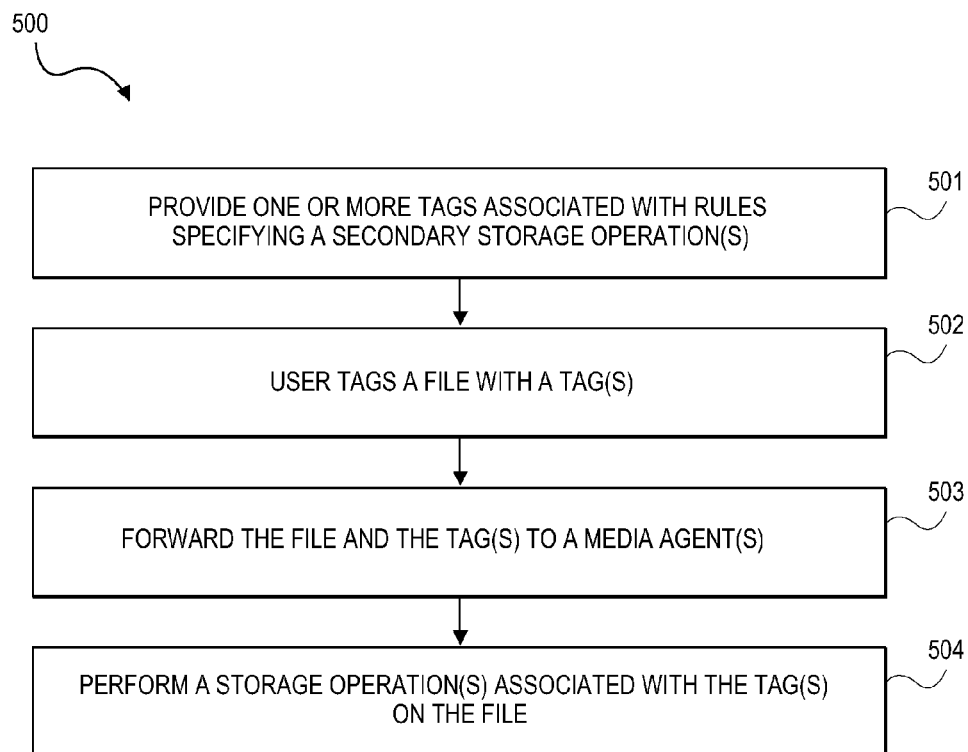 500
PROVIDE ONE OR MORE TAGS ASSOCIATED WITH RULES
SPECIFYING A SECONDARY STORAGE OPERATION(S)
501
USER TAGS A FILE WITH A TAG(S)
502
FORWARD THE FILE AND THE TAG(S) TO A MEDIA AGENT(S)
503
PERFORM A STORAGE OPERATION(S) ASSOCIATED WITH THE TAG(S)
ON THE FILE
504